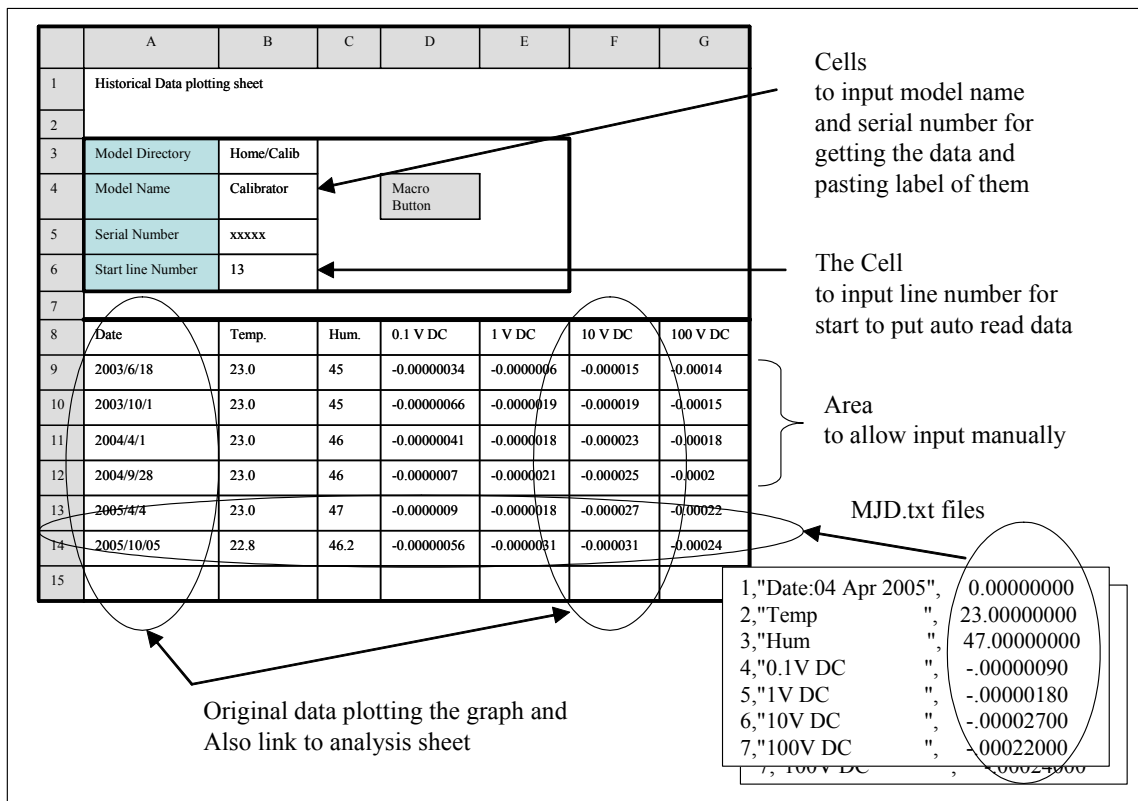 A B C D E F G
1 Historical Data plotting sheet
2
3 Model Directory Home/Calib
4 Model Name Calibrator Macro
Button
5 Serial Number xxxxx
6 Start line Number 13
7
8 Date Temp. Hum. 0.1 V DC 1 V DC 10 V DC 100 V DC
9 2003/6/18 23.0 45 -0.00000034 -0.0000006 -0.000015 -0.00014
10 2003/10/1 23.0 45 -0.00000066 -0.0000019 -0.000019 -0.00015
11 2004/4/1 23.0 46 -0.00000041 -0.0000018 -0.000023 -0.00018
12 2004/9/28 23.0 46 -0.0000007 -0.0000021 -0.000025 -0.0002
13 2005/4/4 23.0 47 -0.0000009 -0.0000018 -0.000027 -0.00022
14 2005/10/05 22.8 46.2 -0.00000056 -0.0000031 -0.000031 -0.00024
15
Cells
to input model name
and serial number for
getting the data and
pasting label of them
The Cell
to input line number for
start to put auto read data
Area
to allow input manually
MJD.txt files
1,"Date:04 Apr 2005", 0.00000000
2,"Temp ", 23.00000000
3,"Hum ", 47.00000000
4,"0.1V DC ", -.00000090
5,"1V DC ", -.00000180
6,"10V DC ", -.00002700
7,"100V DC ", -.00022000
7,"100V DC , -.00024000
Original data plotting the graph and
Also link to analysis sheet